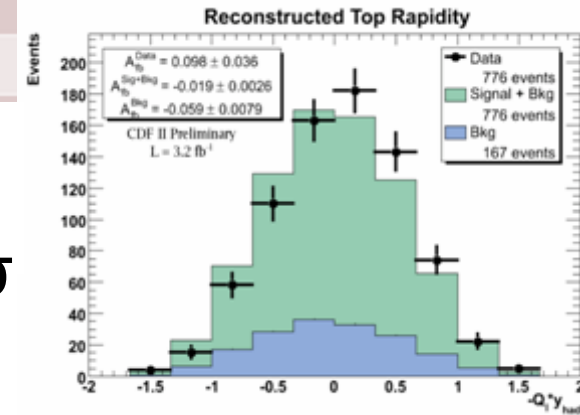 Reconstructed Top Rapidity
Events
A_fb^Data = 0.098 ± 0.036
A_fb^Sig+Bkg = -0.019 ± 0.0026
A_fb^Bkg = -0.059 ± 0.0079
CDF II Preliminary
L = 3.2 fb⁻¹
Data
776 events
Signal + Bkg
776 events
Bkg
167 events
200
180
160
140
120
100
80
60
40
20
0
-2 -1.5 -1 -0.5 0 0.5 1 1.5 2